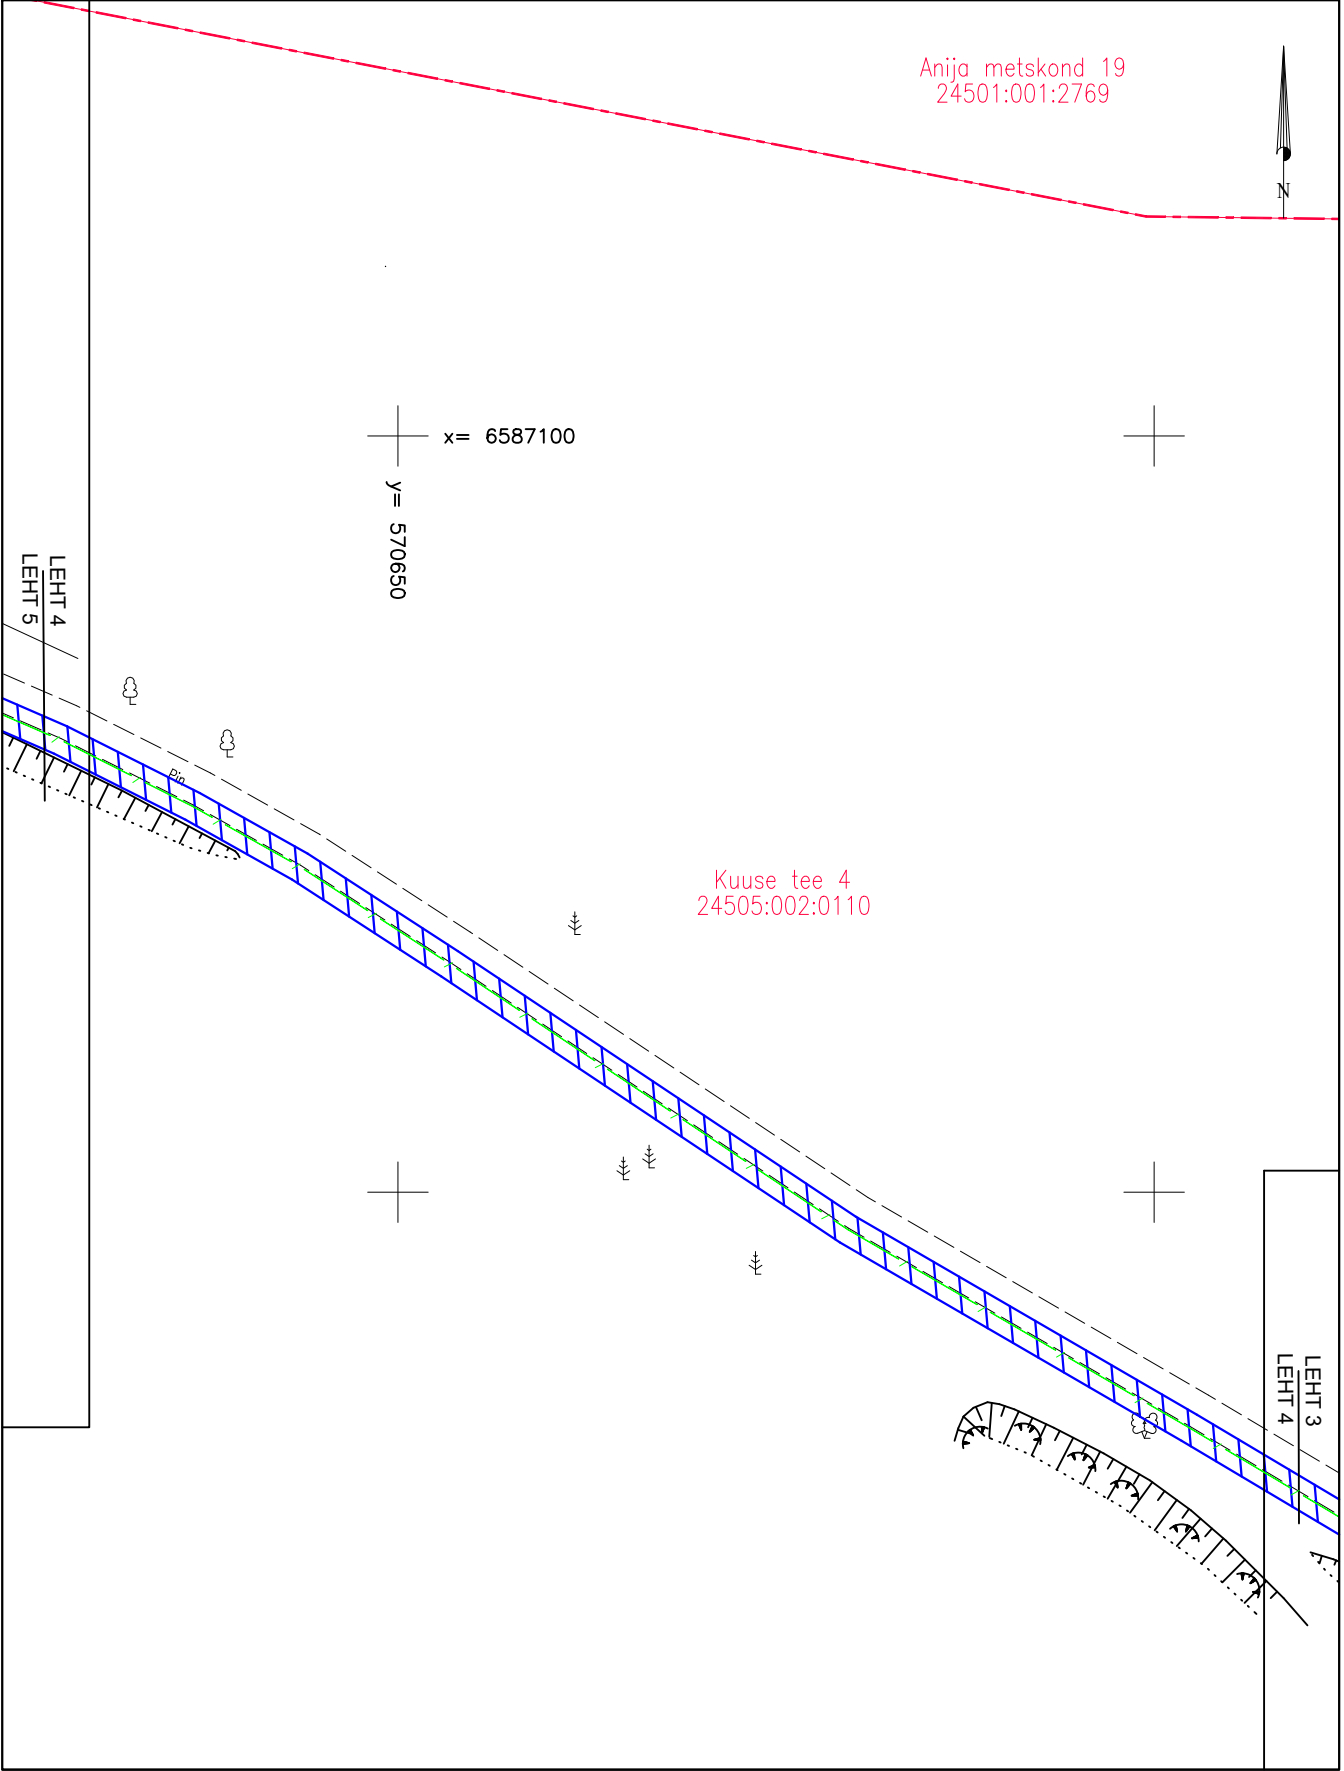 Anija metskond 19
24501:001:2769
N
x= 6587100
y= 570650
LEHT 4
LEHT 5
Pin
Kuuse tee 4
24505:002:0110
LEHT 3
LEHT 4